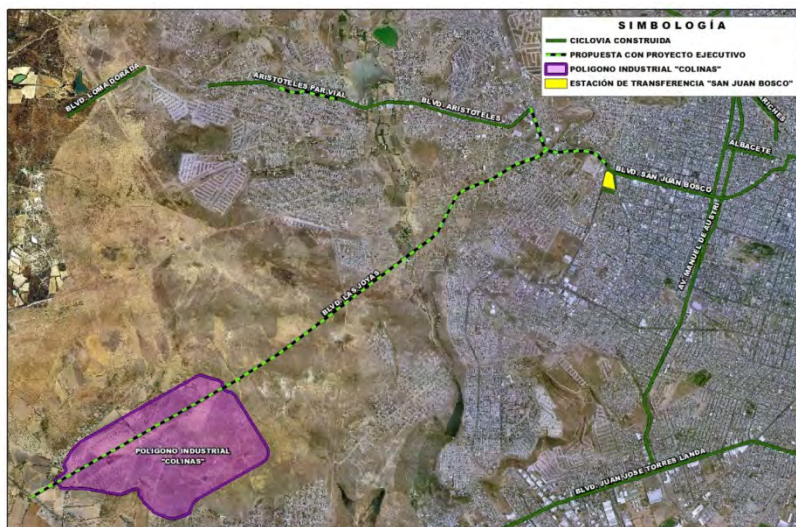 SIMBOLOGÍA
CICLOVIA CONSTRUIDA
PROPUESTA CON PROYECTO EJECUTIVO
POLIGONO INDUSTRIAL "COLINAS"
ESTACIÓN DE TRANSFERENCIA "SAN JUAN BOSCO"
BLVD. LOMA DORADA
ARISTOTELES PAR VIAL
BLVD. ARISTOTELES
RICHES
ALBACETE
BLVD. SAN JUAN BOSCO
AV. MANUEL DE AUSTRI
BLVD. LAS JOYAS
POLIGONO INDUSTRIAL
"COLINAS"
BLVD. JUAN JOSE TORRES LANDA